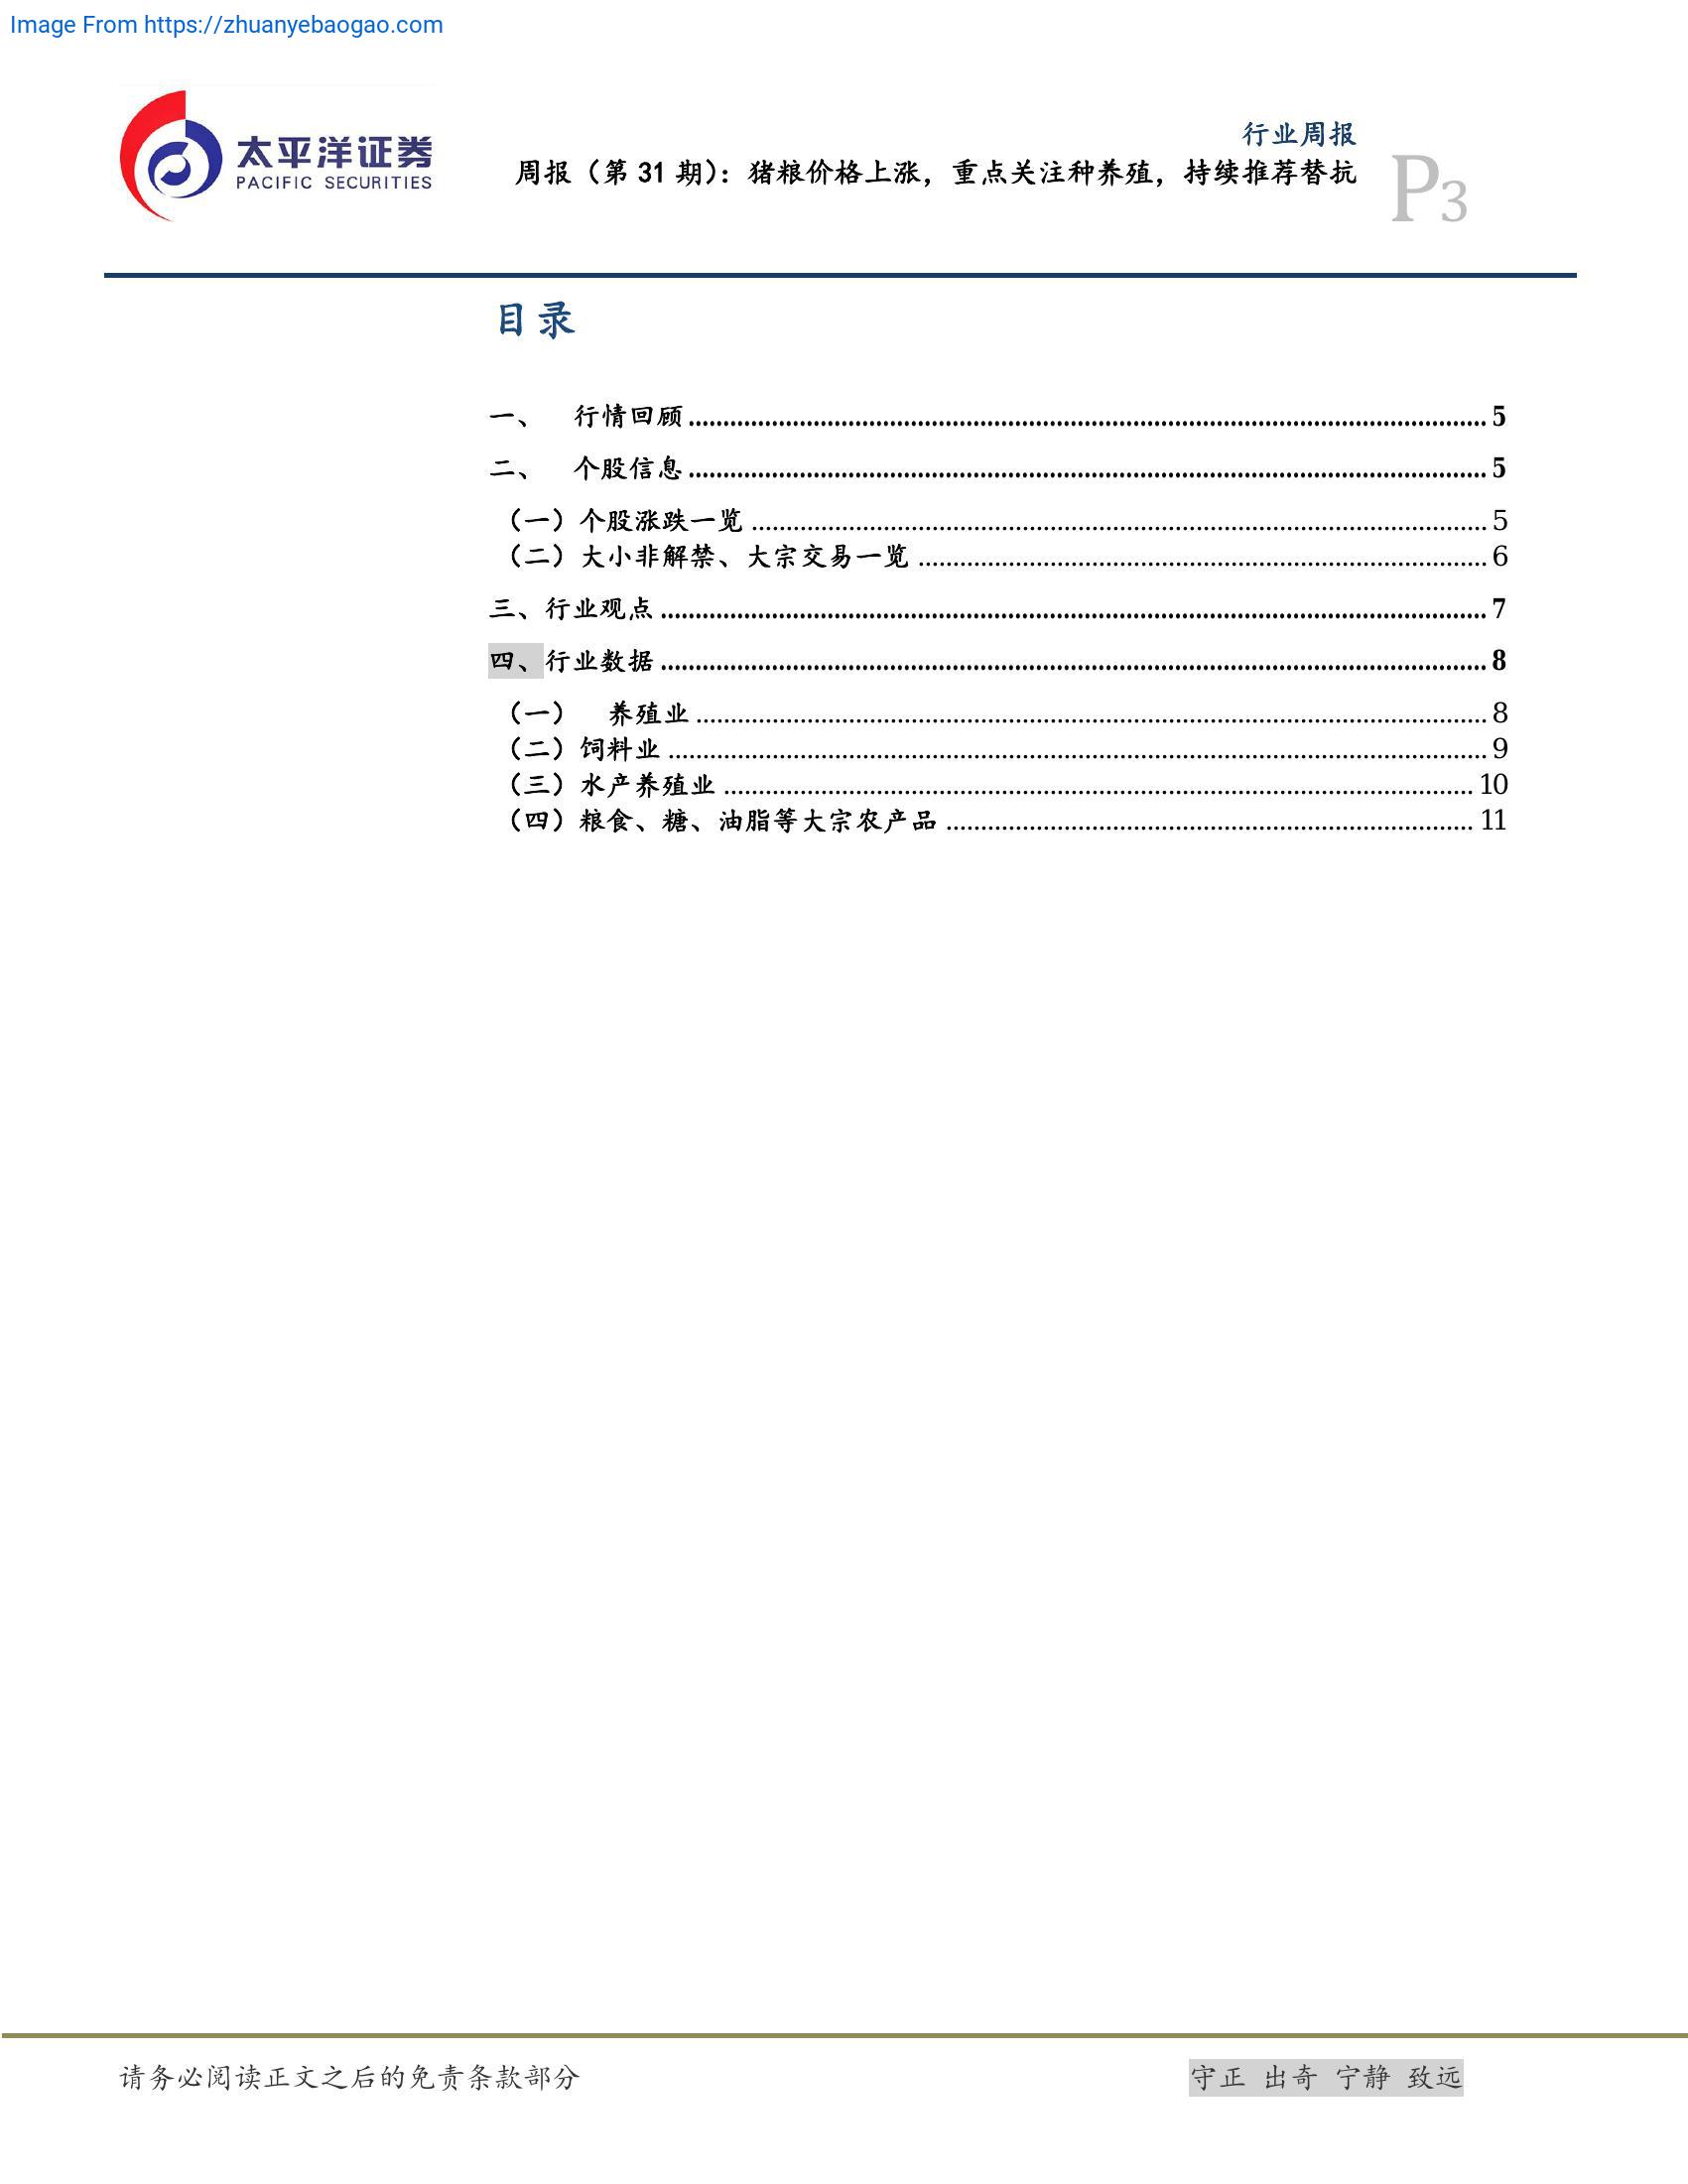 Image From https://zhuanyebaogao.com
太平洋证券
PACIFIC SECURITIES
行业周报
周报（第 31 期）：猪粮价格上涨，重点关注种养殖，持续推荐替抗
P3
目录
一、 行情回顾 5
二、 个股信息 5
（一）个股涨跌一览 5
（二）大小非解禁、大宗交易一览 6
三、行业观点 7
四、行业数据 8
（一） 养殖业 8
（二）饲料业 9
（三）水产养殖业 10
（四）粮食、糖、油脂等大宗农产品 11
请务必阅读正文之后的免责条款部分
守正 出奇 宁静 致远